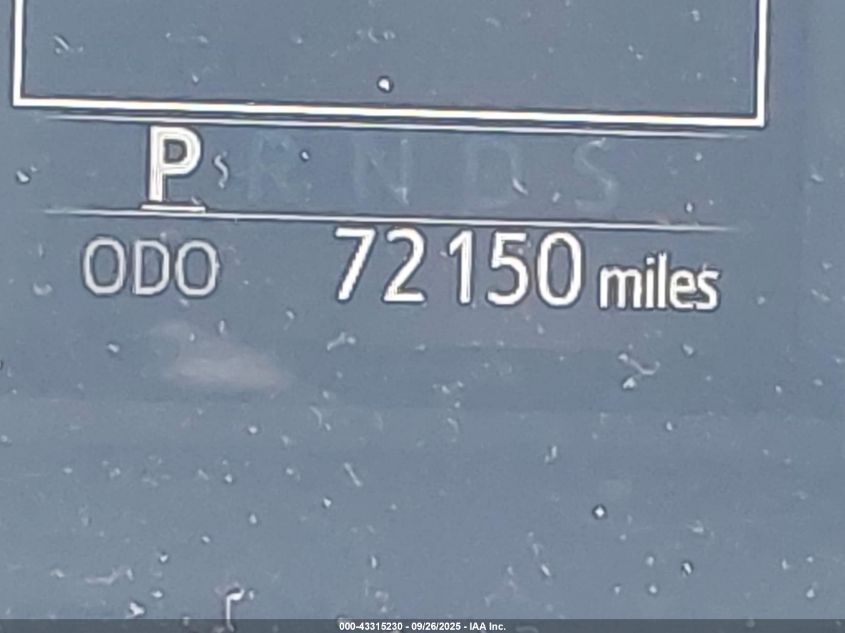 P R N D S
ODO 72150 miles
000-43315230 - 09/26/2025 - IAA Inc.